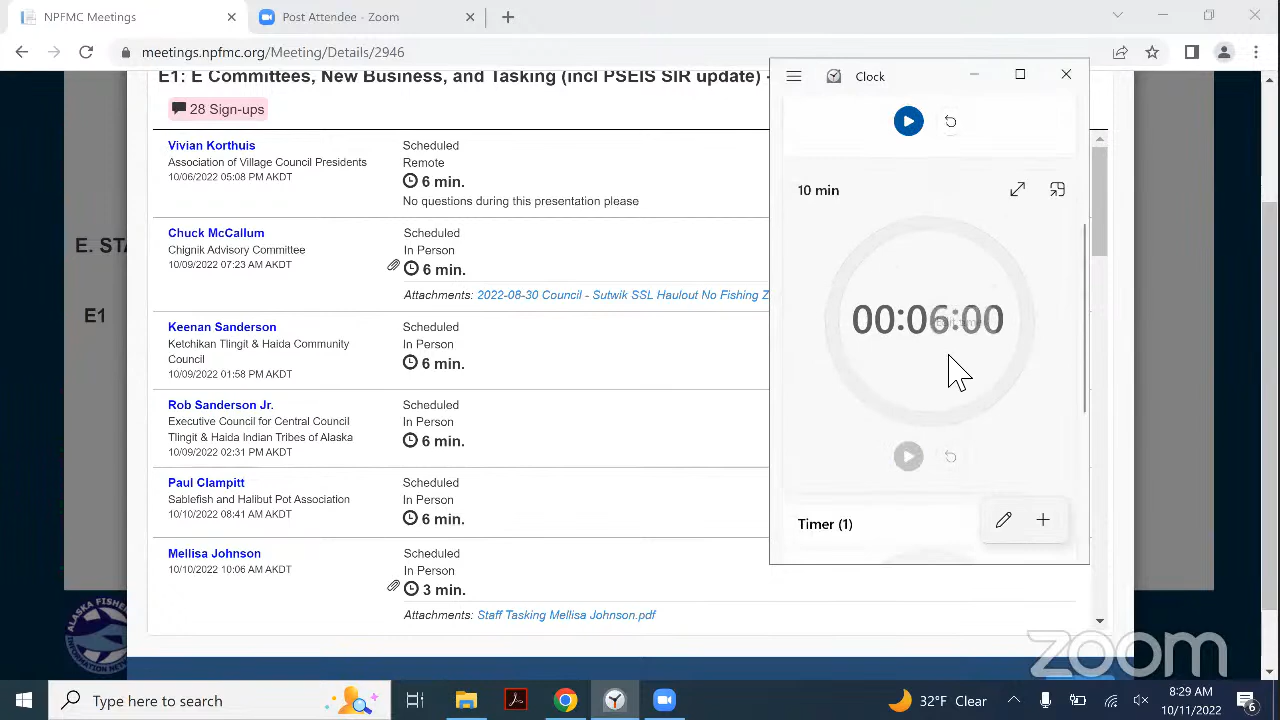 NPFMC Meetings
Post Attendee - Zoom
meetings.npfmc.org/Meeting/Details/2946
E1: E Committees, New Business, and Tasking (incl PSEIS SIR update) -
28 Sign-ups
Vivian Korthuis
Association of Village Council Presidents
10/06/2022 05:08 PM AKDT
Scheduled
Remote
6 min.
No questions during this presentation please
Chuck McCallum
Chignik Advisory Committee
10/09/2022 07:23 AM AKDT
Scheduled
In Person
6 min.
Attachments: 2022-08-30 Council - Sutwik SSL Haulout No Fishing Z
Keenan Sanderson
Ketchikan Tlingit & Haida Community
Council
10/09/2022 01:58 PM AKDT
Scheduled
In Person
6 min.
Rob Sanderson Jr.
Executive Council for Central Council
Tlingit & Haida Indian Tribes of Alaska
10/09/2022 02:31 PM AKDT
Scheduled
In Person
6 min.
Paul Clampitt
Sablefish and Halibut Pot Association
10/10/2022 08:41 AM AKDT
Scheduled
In Person
6 min.
Mellisa Johnson
10/10/2022 10:06 AM AKDT
Scheduled
In Person
3 min.
Attachments: Staff Tasking Mellisa Johnson.pdf
E. STA
E1
ALASKA FISHER
INFORMATION NETWO
Clock
10 min
00:06:00
Timer (1)
zoom
Type here to search
32°F Clear
8:29 AM
10/11/2022
6